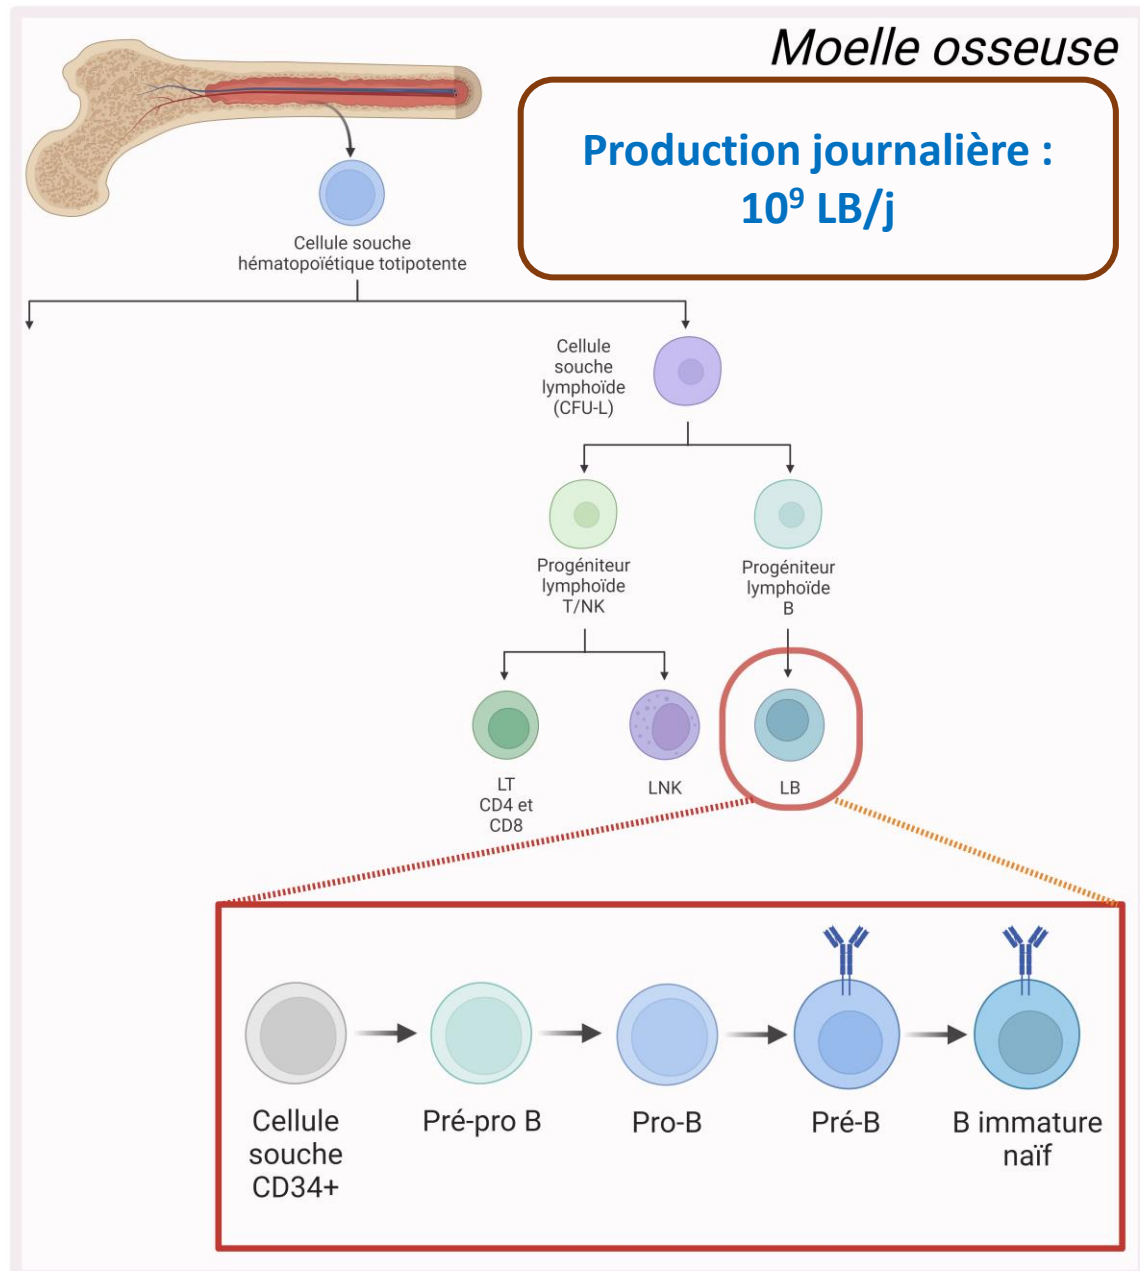 Moelle osseuse
Production journalière :
10⁹ LB/j
Cellule souche
hématopoïétique totipotente
Cellule
souche
lymphoïde
(CFU-L)
Progéniteur
lymphoïde
T/NK
Progéniteur
lymphoïde
B
LT
CD4 et
CD8
LNK
LB
Cellule
souche
CD34+
Pré-pro B
Pro-B
Pré-B
B immature
naïf